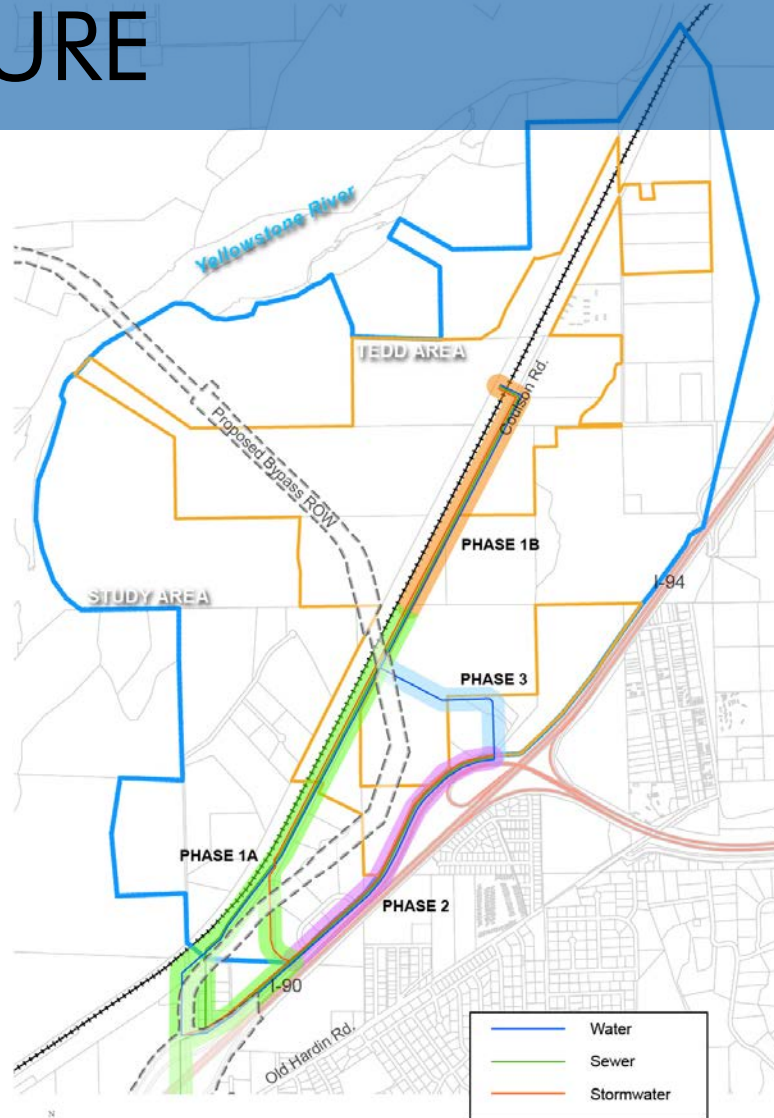 URE
Yellowstone River
TEDD AREA
Coulson Rd.
Proposed Bypass ROW
PHASE 1B
I-94
STUDY AREA
PHASE 3
PHASE 1A
PHASE 2
I-90
Old Hardin Rd.
Water
Sewer
Stormwater
N